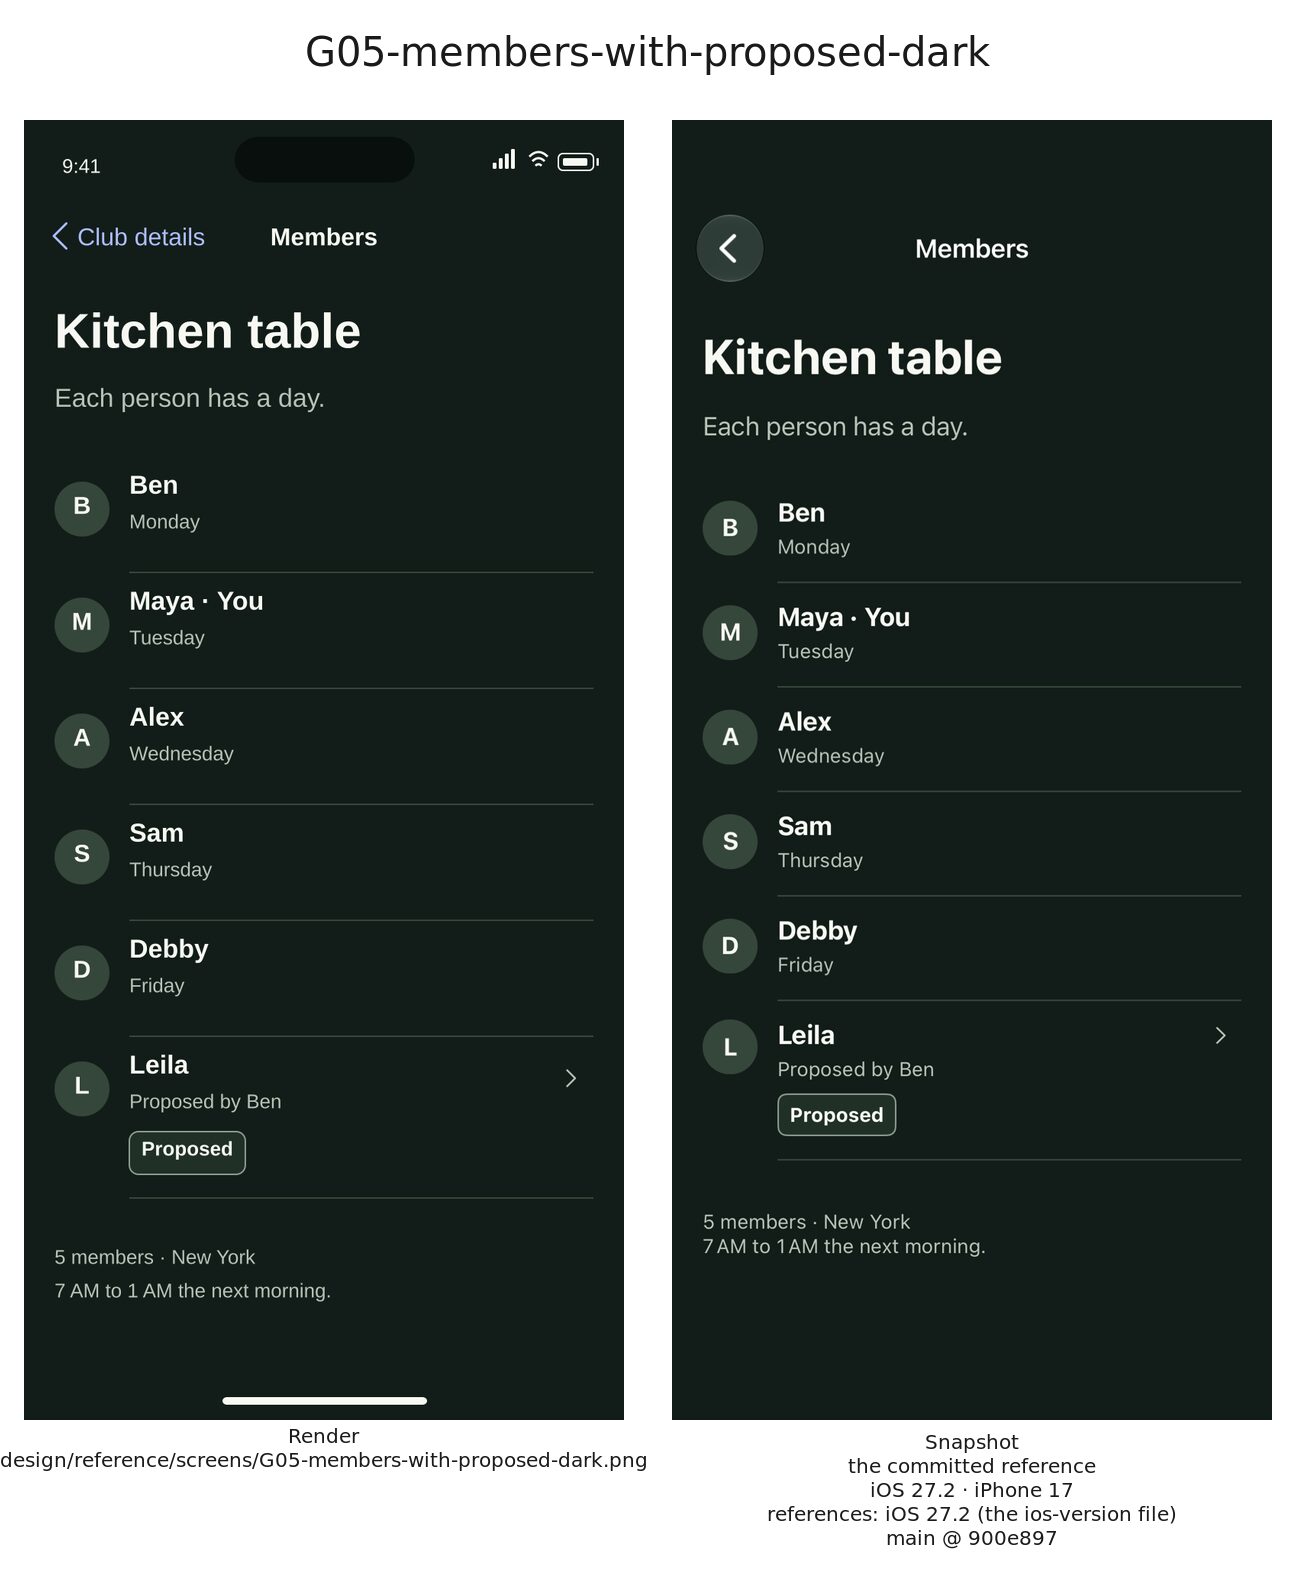 G05-members-with-proposed-dark
9:41
Club details
Members
Kitchen table
Each person has a day.
B
Ben
Monday
M
Maya · You
Tuesday
A
Alex
Wednesday
S
Sam
Thursday
D
Debby
Friday
L
Leila
Proposed by Ben
Proposed
5 members · New York
7 AM to 1 AM the next morning.
Render
design/reference/screens/G05-members-with-proposed-dark.png
Members
Kitchen table
Each person has a day.
B
Ben
Monday
M
Maya · You
Tuesday
A
Alex
Wednesday
S
Sam
Thursday
D
Debby
Friday
L
Leila
Proposed by Ben
Proposed
5 members · New York
7 AM to 1 AM the next morning.
Snapshot
the committed reference
iOS 27.2 · iPhone 17
references: iOS 27.2 (the ios-version file)
main @ 900e897